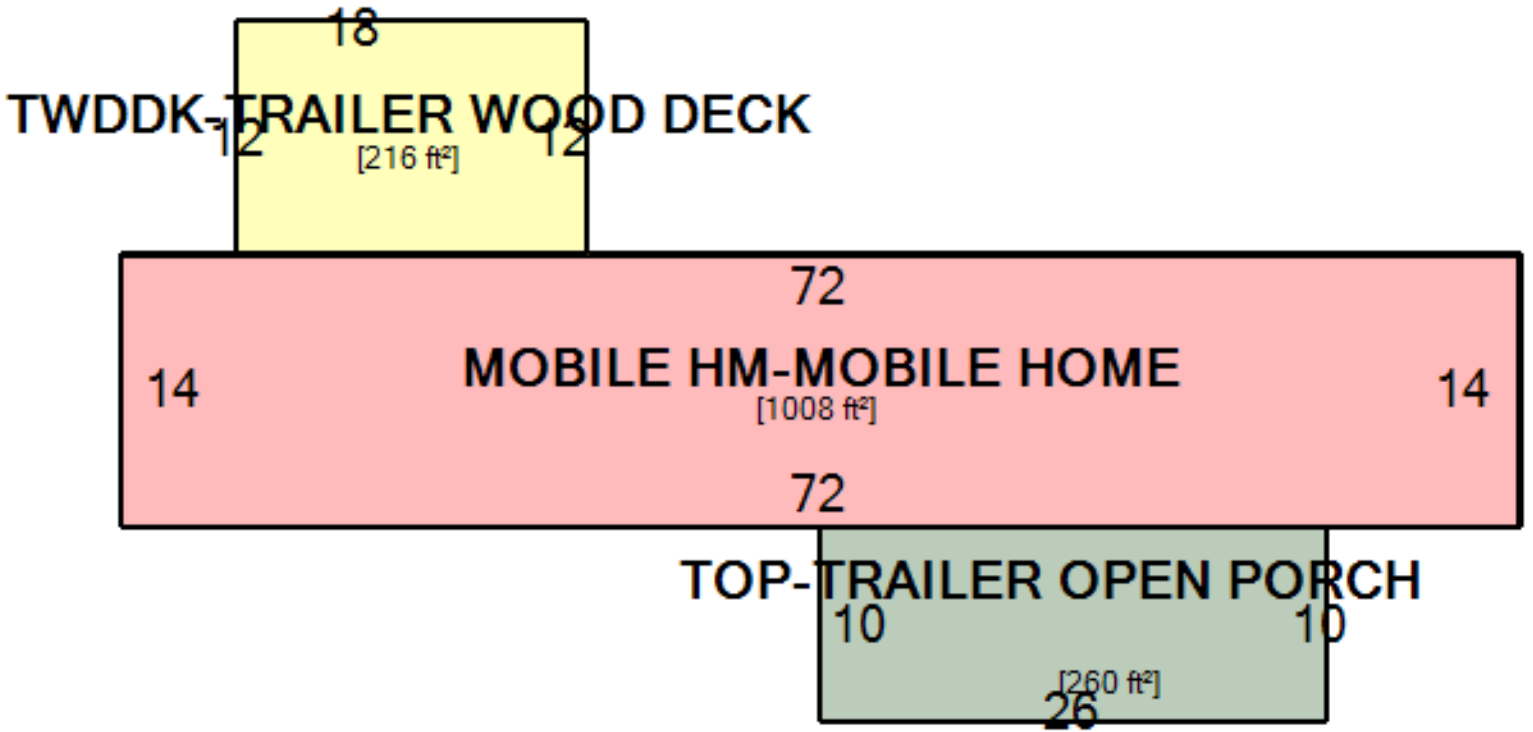 18
TWDDK-TRAILER WOOD DECK
12 12
[216 ft²]
72
MOBILE HM-MOBILE HOME
14 14
[1008 ft²]
72
TOP-TRAILER OPEN PORCH
10 10
[260 ft²]
26